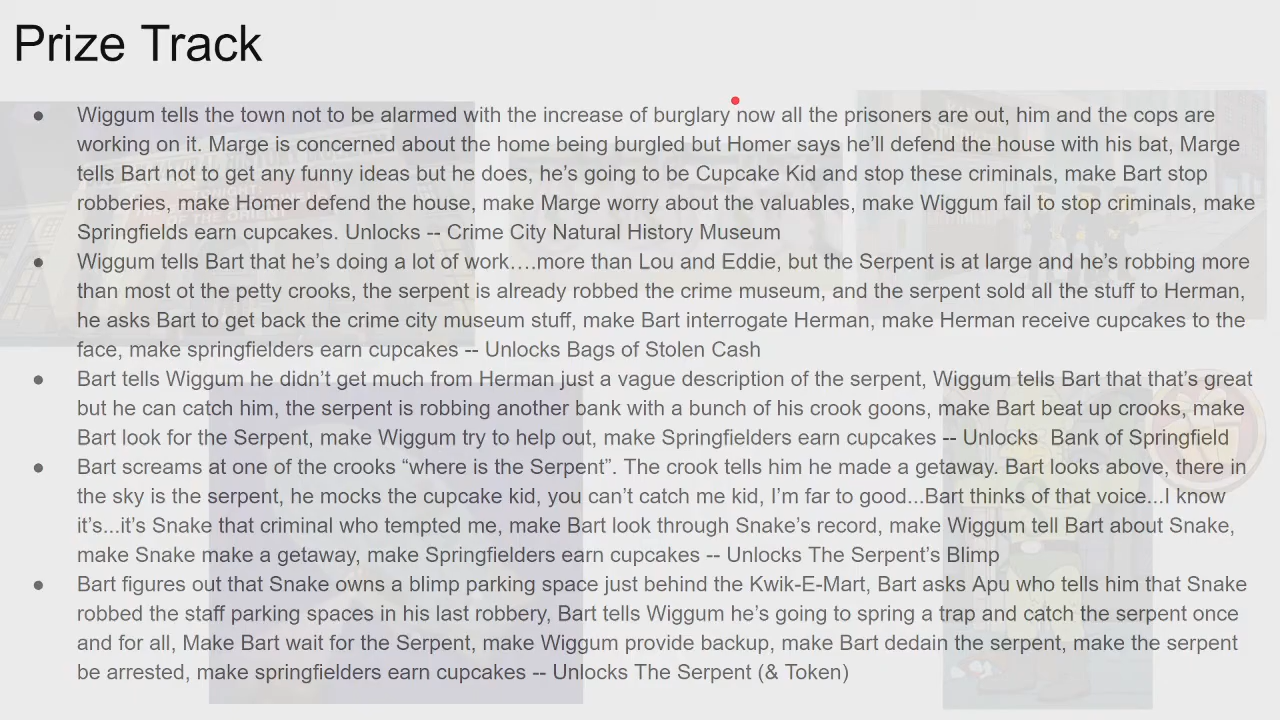 Prize Track
● Wiggum tells the town not to be alarmed with the increase of burglary now all the prisoners are out, him and the cops are
working on it. Marge is concerned about the home being burgled but Homer says he’ll defend the house with his bat, Marge
tells Bart not to get any funny ideas but he does, he’s going to be Cupcake Kid and stop these criminals, make Bart stop
robberies, make Homer defend the house, make Marge worry about the valuables, make Wiggum fail to stop criminals, make
Springfields earn cupcakes. Unlocks -- Crime City Natural History Museum
● Wiggum tells Bart that he’s doing a lot of work….more than Lou and Eddie, but the Serpent is at large and he’s robbing more
than most ot the petty crooks, the serpent is already robbed the crime museum, and the serpent sold all the stuff to Herman,
he asks Bart to get back the crime city museum stuff, make Bart interrogate Herman, make Herman receive cupcakes to the
face, make springfielders earn cupcakes -- Unlocks Bags of Stolen Cash
● Bart tells Wiggum he didn’t get much from Herman just a vague description of the serpent, Wiggum tells Bart that that’s great
but he can catch him, the serpent is robbing another bank with a bunch of his crook goons, make Bart beat up crooks, make
Bart look for the Serpent, make Wiggum try to help out, make Springfielders earn cupcakes -- Unlocks Bank of Springfield
● Bart screams at one of the crooks “where is the Serpent”. The crook tells him he made a getaway. Bart looks above, there in
the sky is the serpent, he mocks the cupcake kid, you can’t catch me kid, I’m far to good...Bart thinks of that voice...I know
it’s...it’s Snake that criminal who tempted me, make Bart look through Snake’s record, make Wiggum tell Bart about Snake,
make Snake make a getaway, make Springfielders earn cupcakes -- Unlocks The Serpent’s Blimp
● Bart figures out that Snake owns a blimp parking space just behind the Kwik-E-Mart, Bart asks Apu who tells him that Snake
robbed the staff parking spaces in his last robbery, Bart tells Wiggum he’s going to spring a trap and catch the serpent once
and for all, Make Bart wait for the Serpent, make Wiggum provide backup, make Bart dedain the serpent, make the serpent
be arrested, make springfielders earn cupcakes -- Unlocks The Serpent (& Token)